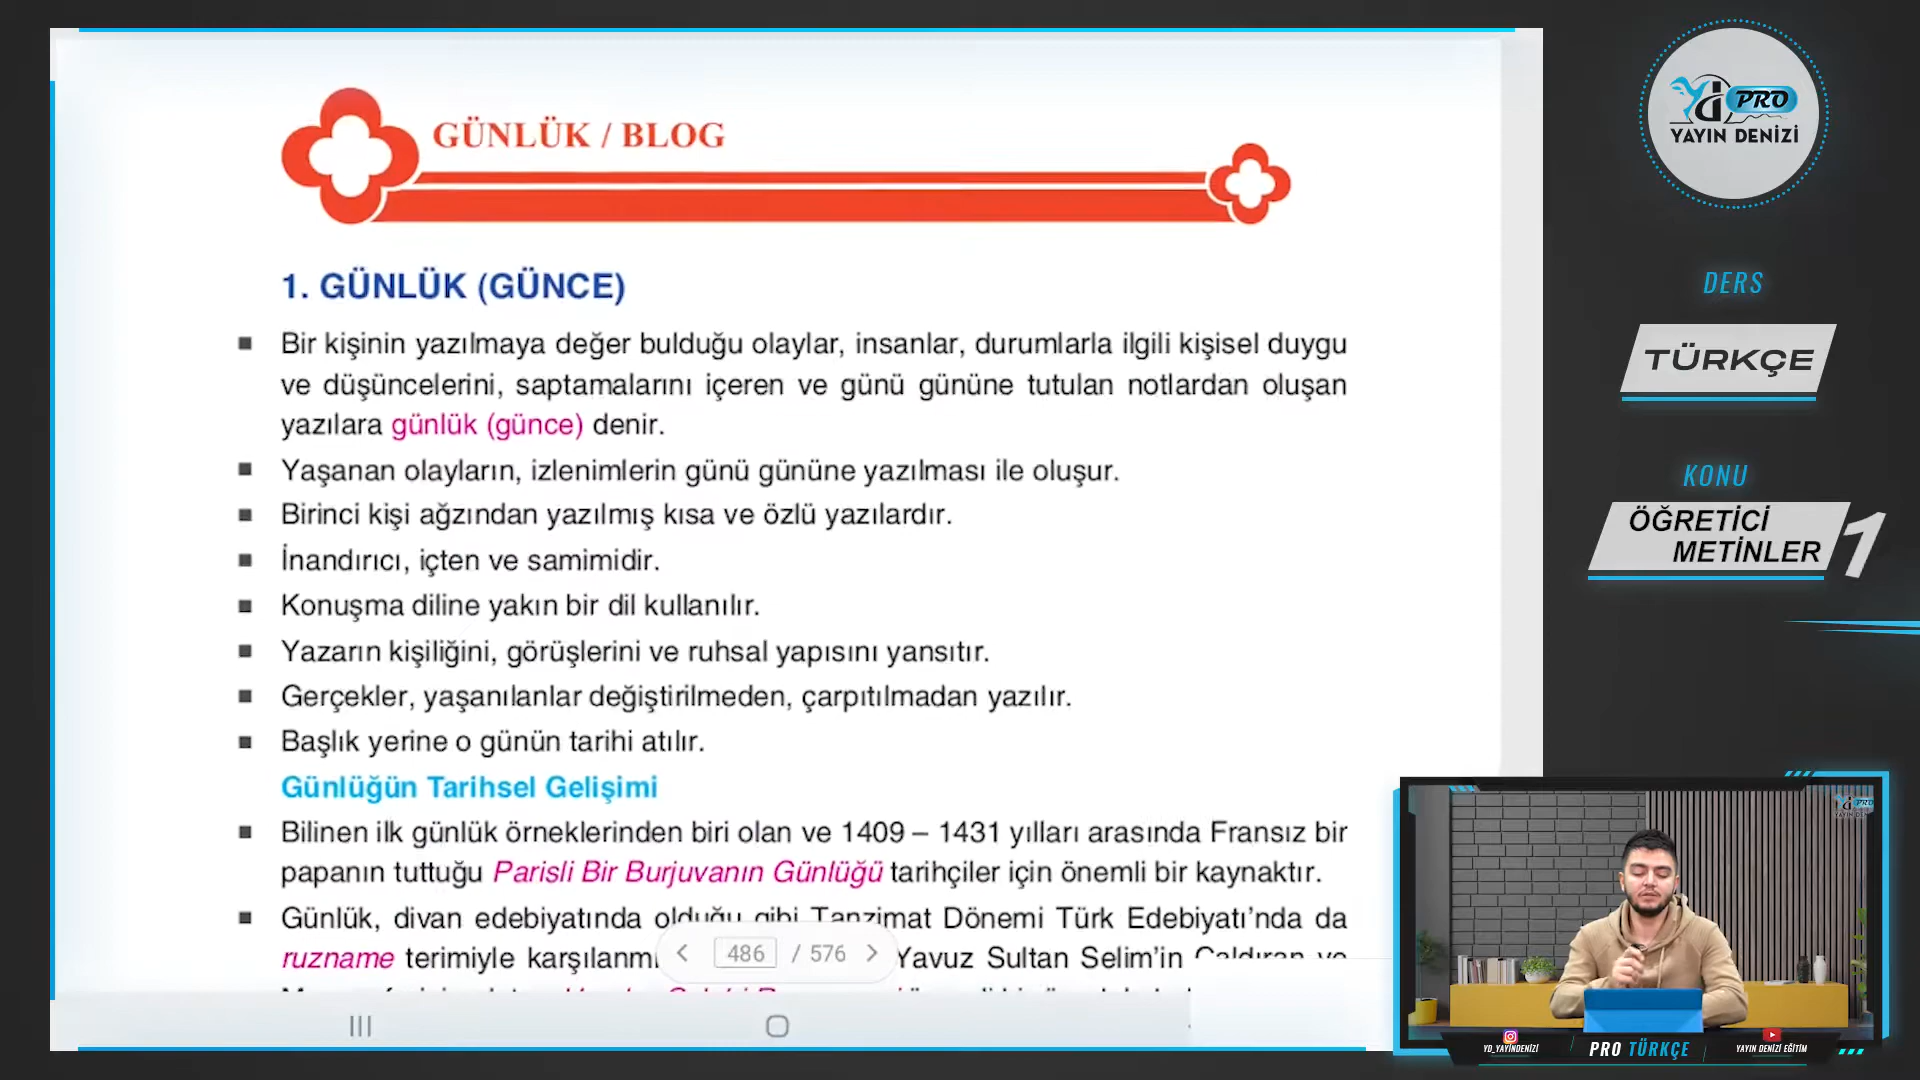 GÜNLÜK / BLOG
1. GÜNLÜK (GÜNCE)
Bir kişinin yazılmaya değer bulduğu olaylar, insanlar, durumlarla ilgili kişisel duygu
ve düşüncelerini, saptamalarını içeren ve günü gününe tutulan notlardan oluşan
yazılara günlük (günce) denir.
Yaşanan olayların, izlenimlerin günü gününe yazılması ile oluşur.
Birinci kişi ağzından yazılmış kısa ve özlü yazılardır.
İnandırıcı, içten ve samimidir.
Konuşma diline yakın bir dil kullanılır.
Yazarın kişiliğini, görüşlerini ve ruhsal yapısını yansıtır.
Gerçekler, yaşanılanlar değiştirilmeden, çarpıtılmadan yazılır.
Başlık yerine o günün tarihi atılır.
Günlüğün Tarihsel Gelişimi
Bilinen ilk günlük örneklerinden biri olan ve 1409 – 1431 yılları arasında Fransız bir
papanın tuttuğu Parisli Bir Burjuvanın Günlüğü tarihçiler için önemli bir kaynaktır.
Günlük, divan edebiyatında olduğu gibi Tanzimat Dönemi Türk Edebiyatı'nda da
ruzname terimiyle Yavuz Sultan Selim'in Çaldıran ve
486 / 576
Yd PRO
YAYIN DENİZİ
DERS
TÜRKÇE
KONU
ÖĞRETİCİ
METİNLER 1
YD_YAYINDENIZI
PRO TÜRKÇE
YAYIN DENİZİ EĞİTİM